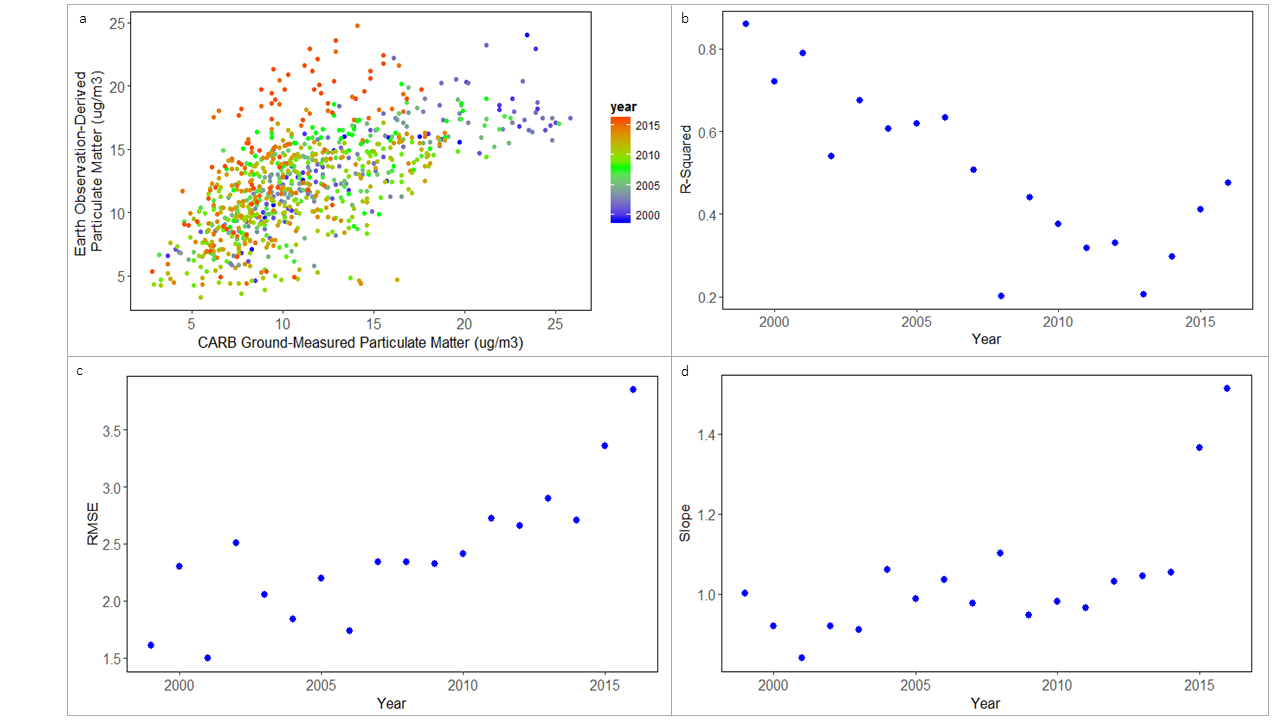 a
Earth Observation-Derived
Particulate Matter (ug/m3)
25
20
15
10
5
5 10 15 20 25
CARB Ground-Measured Particulate Matter (ug/m3)
year
2015
2010
2005
2000
b
R-Squared
0.8
0.6
0.4
0.2
2000 2005 2010 2015
Year
c
RMSE
3.5
3.0
2.5
2.0
1.5
2000 2005 2010 2015
Year
d
Slope
1.4
1.2
1.0
2000 2005 2010 2015
Year